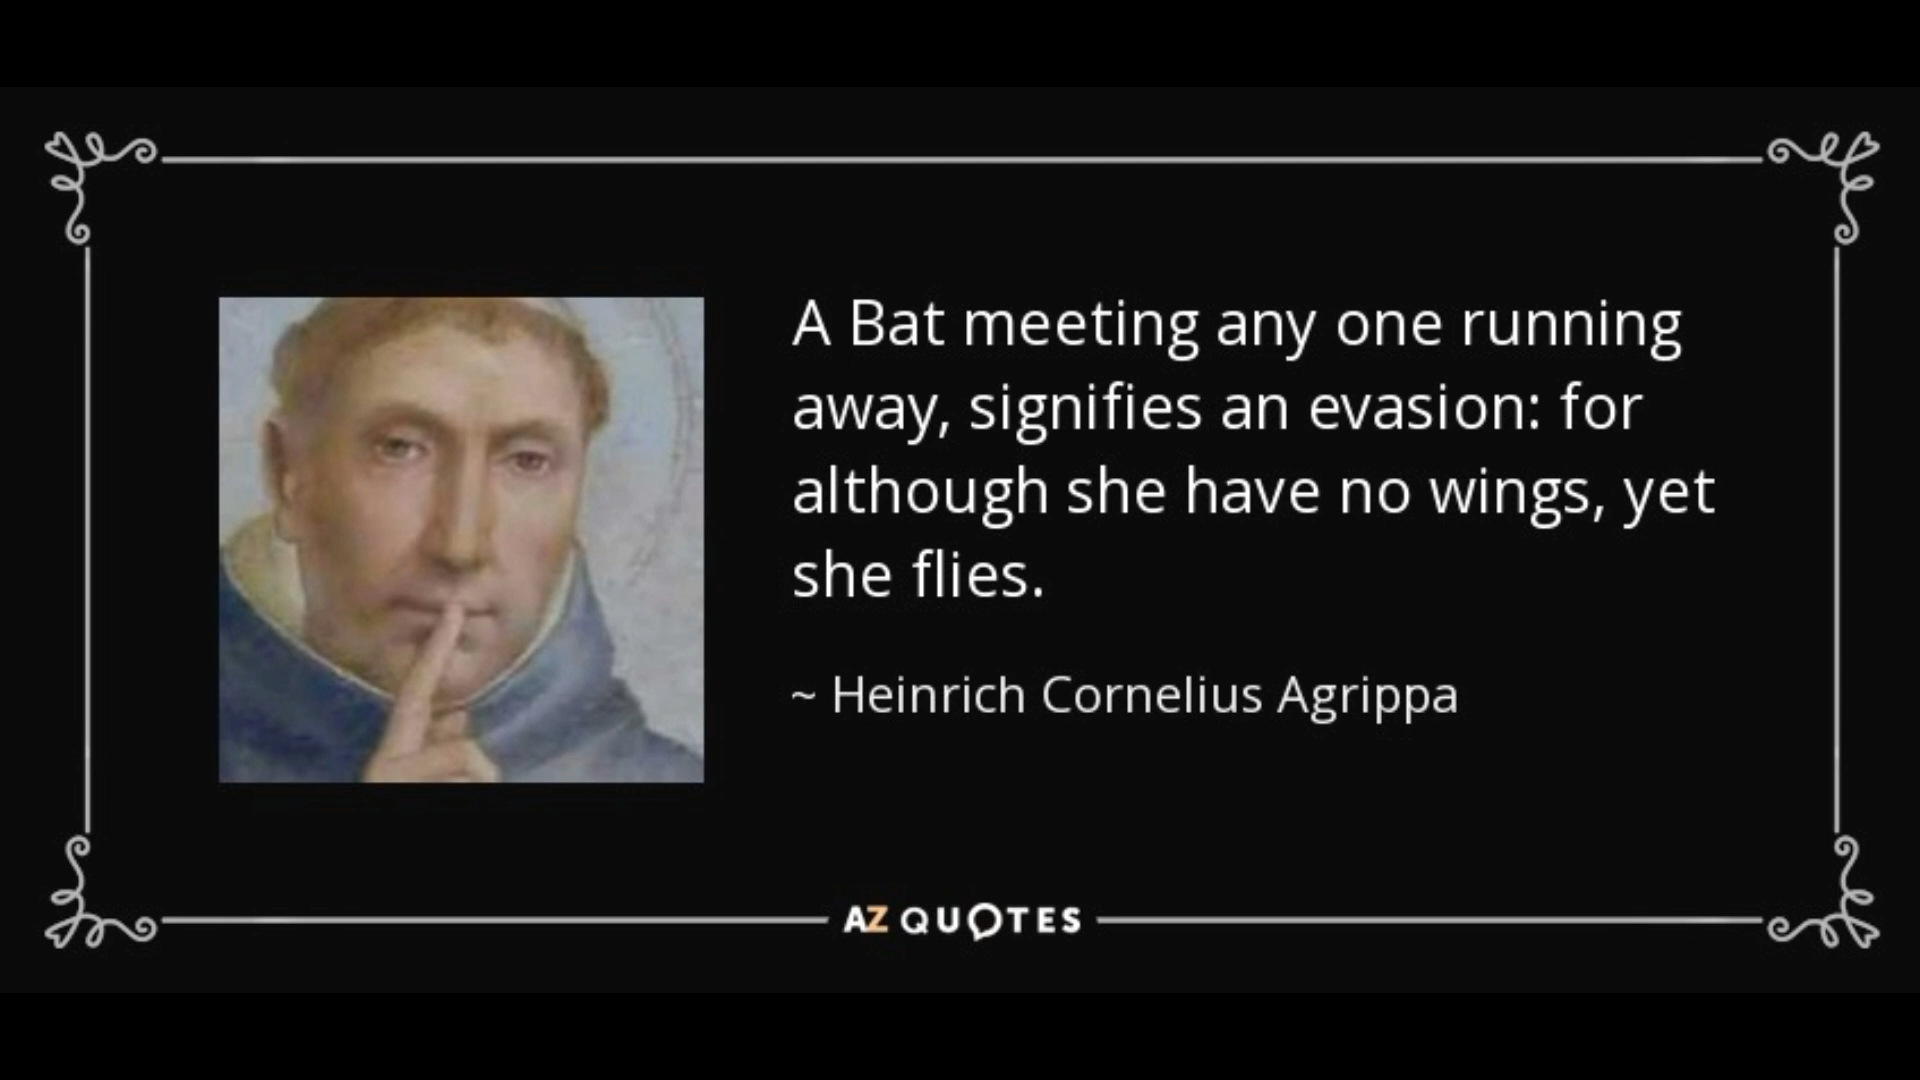 A Bat meeting any one running
away, signifies an evasion: for
although she have no wings, yet
she flies.
~ Heinrich Cornelius Agrippa
AZ QUOTES